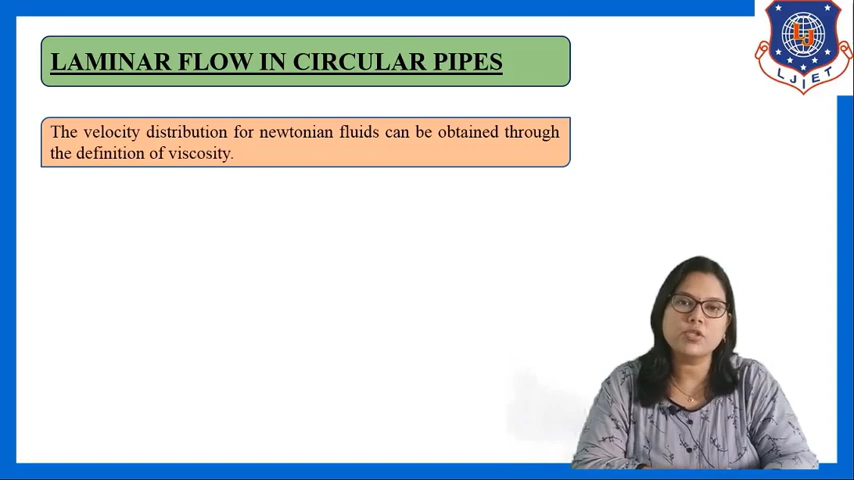 LAMINAR FLOW IN CIRCULAR PIPES
The velocity distribution for newtonian fluids can be obtained through
the definition of viscosity.
LJ
LJIET